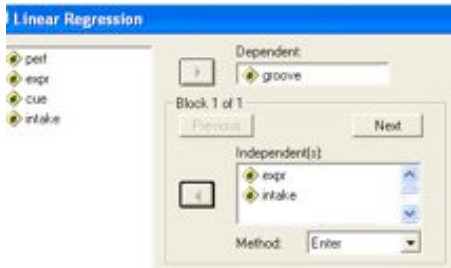 Linear Regression
perf
expr
cue
intake
Dependent:
groove
Block 1 of 1
Previous
Next
Independent(s):
expr
intake
Method:
Enter